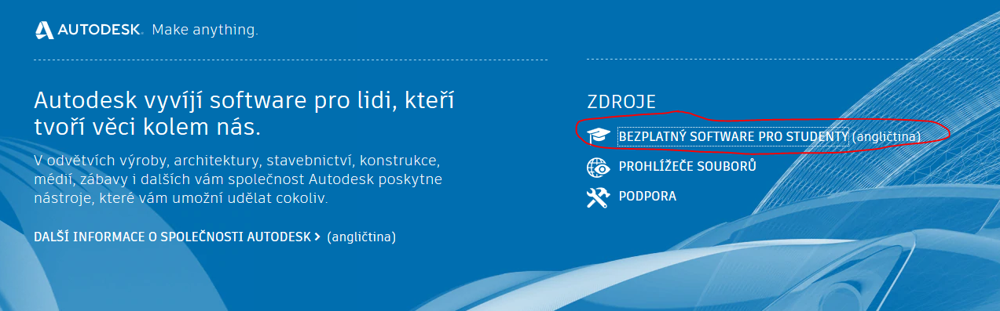 AUTODESK. Make anything.
Autodesk vyvíjí software pro lidi, kteří
tvoří věci kolem nás.
V odvětvích výroby, architektury, stavebnictví, konstrukce,
médií, zábavy i dalších vám společnost Autodesk poskytne
nástroje, které vám umožní udělat cokoliv.
DALŠÍ INFORMACE O SPOLEČNOSTI AUTODESK > (angličtina)
ZDROJE
BEZPLATNÝ SOFTWARE PRO STUDENTY (angličtina)
PROHLÍŽEČE SOUBORŮ
PODPORA